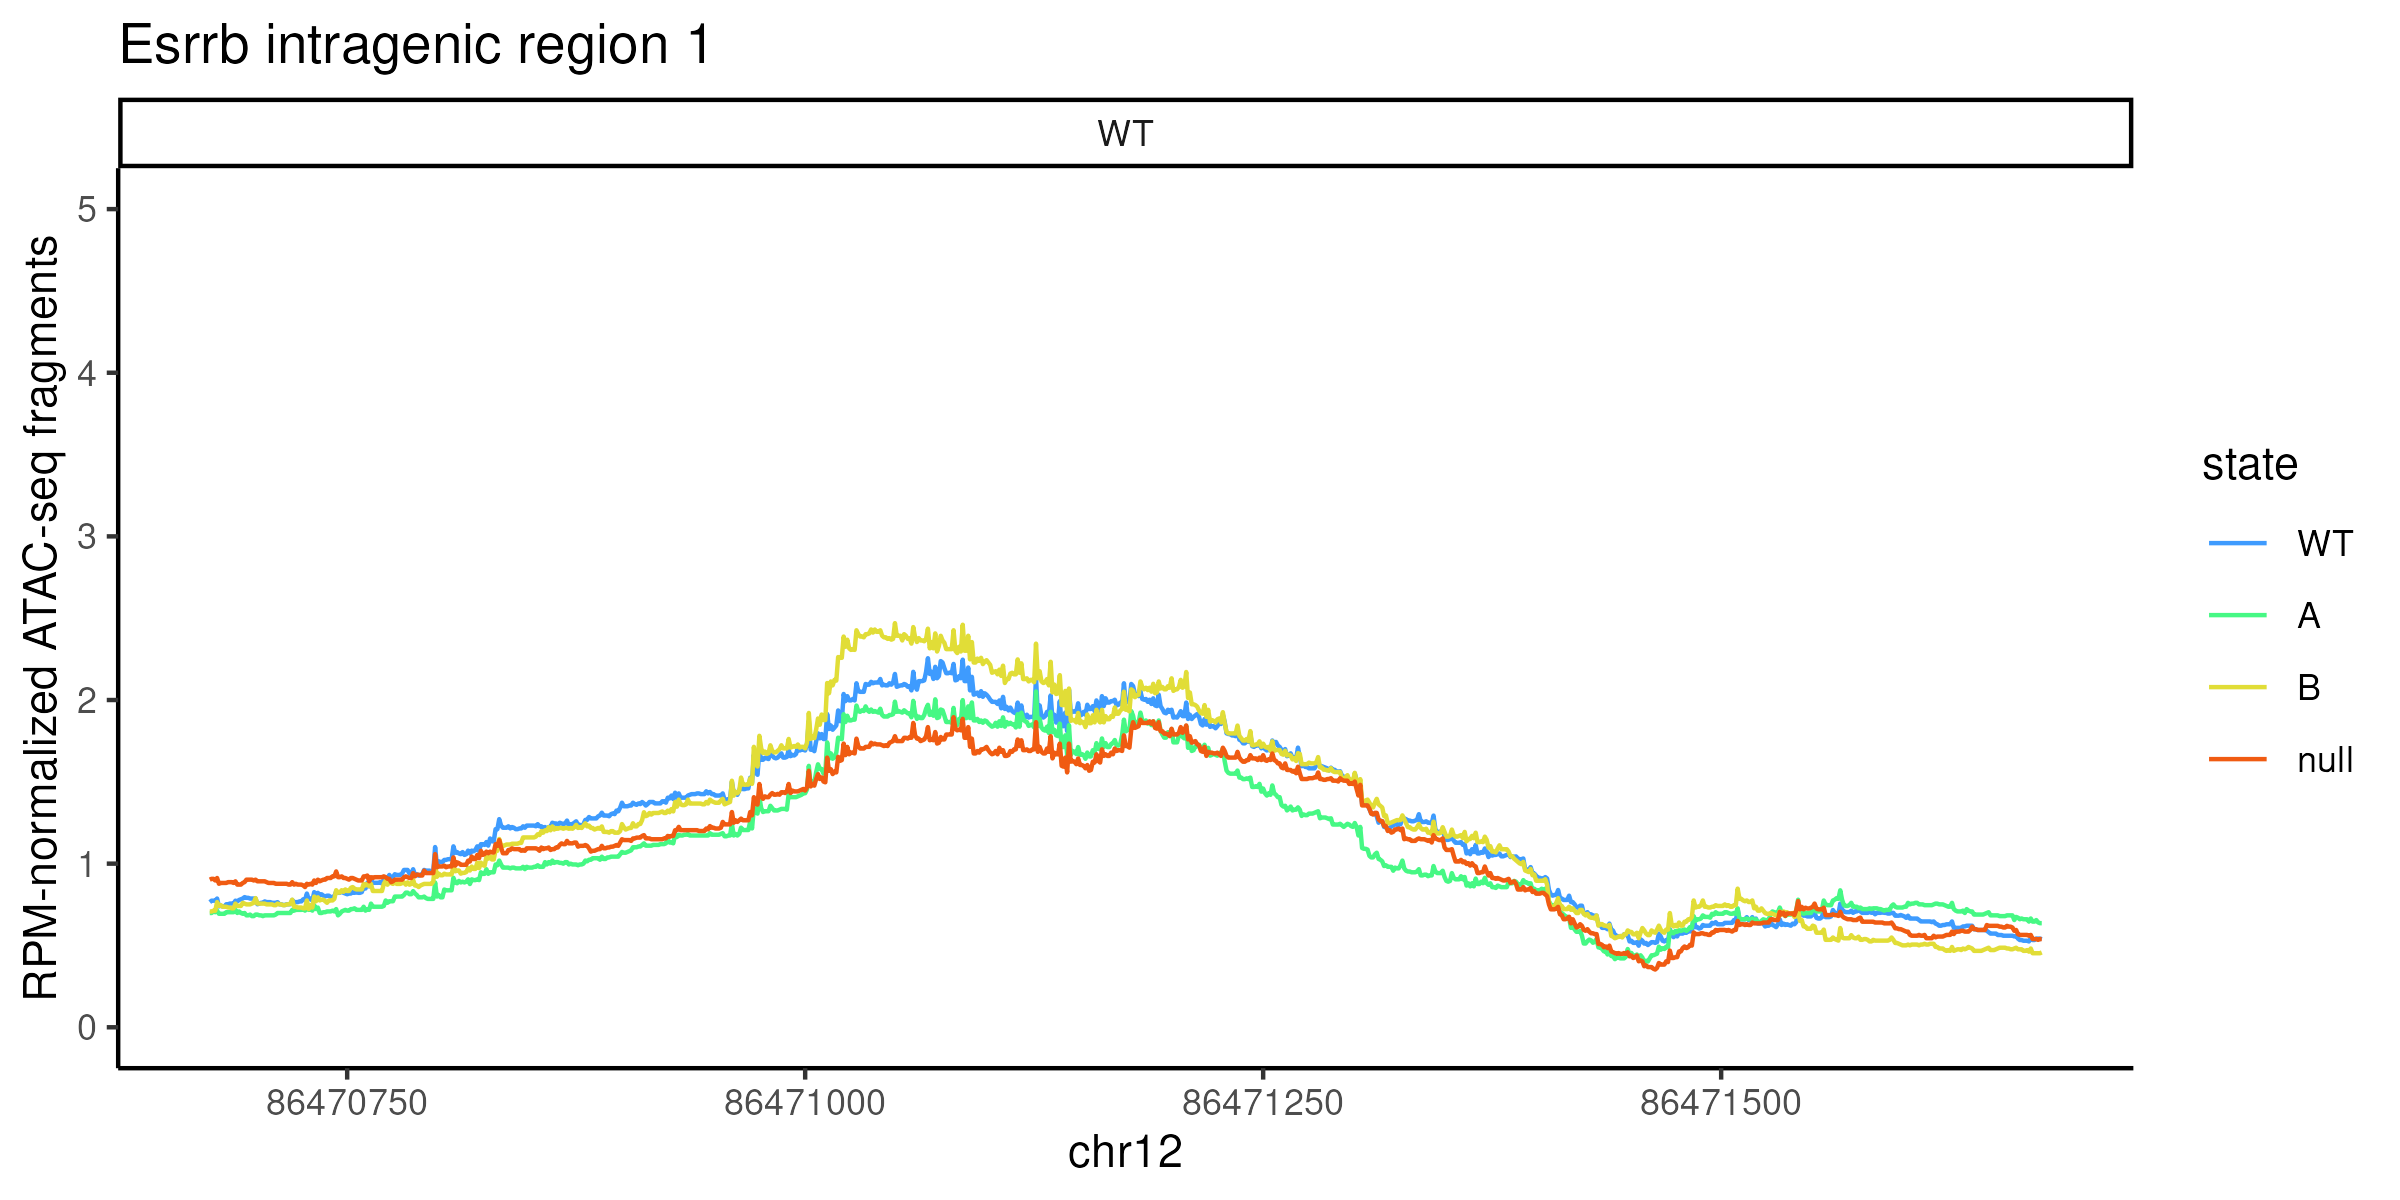 Esrrb intragenic region 1
WT
RPM-normalized ATAC-seq fragments
5
4
3
2
1
0
86470750
86471000
86471250
86471500
chr12
state
WT
A
B
null